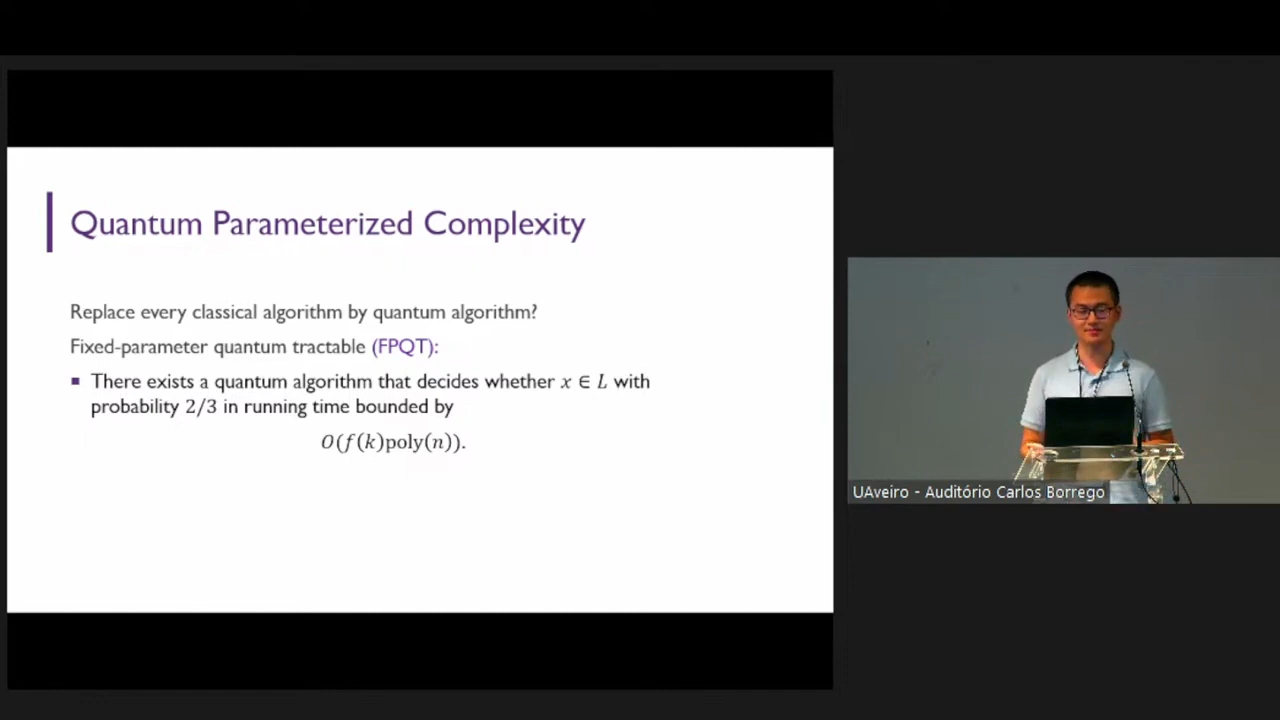 Quantum Parameterized Complexity
Replace every classical algorithm by quantum algorithm?
Fixed-parameter quantum tractable (FPQT):
▪ There exists a quantum algorithm that decides whether 𝑥 ∈ 𝐿 with
probability 2/3 in running time bounded by
𝑂(𝑓(𝑘)poly(𝑛)).
UAveiro - Auditório Carlos Borrego